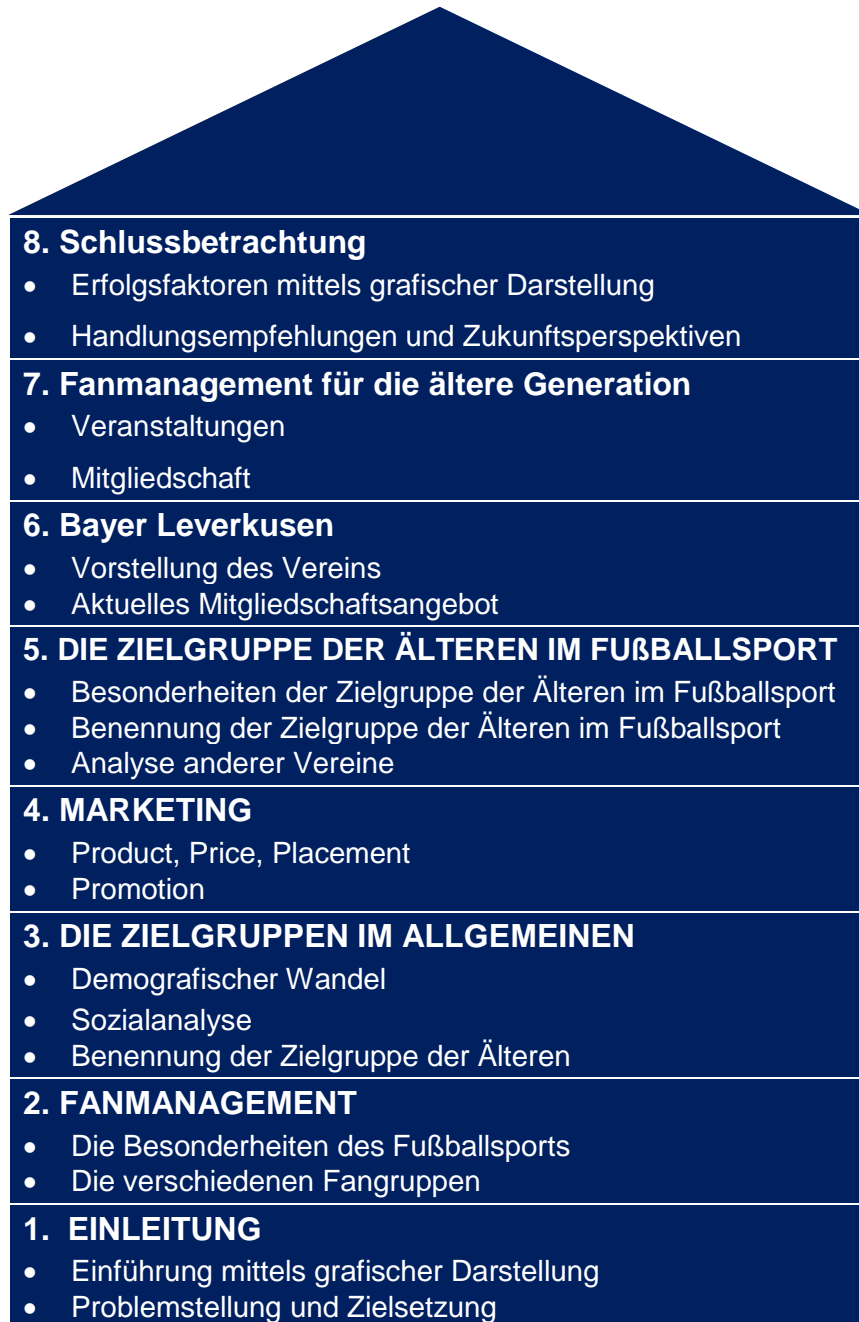 8. Schlussbetrachtung
• Erfolgsfaktoren mittels grafischer Darstellung
• Handlungsempfehlungen und Zukunftsperspektiven
7. Fanmanagement für die ältere Generation
• Veranstaltungen
• Mitgliedschaft
6. Bayer Leverkusen
• Vorstellung des Vereins
• Aktuelles Mitgliedschaftsangebot
5. DIE ZIELGRUPPE DER ÄLTEREN IM FUßBALLSPORT
• Besonderheiten der Zielgruppe der Älteren im Fußballsport
• Benennung der Zielgruppe der Älteren im Fußballsport
• Analyse anderer Vereine
4. MARKETING
• Product, Price, Placement
• Promotion
3. DIE ZIELGRUPPEN IM ALLGEMEINEN
• Demografischer Wandel
• Sozialanalyse
• Benennung der Zielgruppe der Älteren
2. FANMANAGEMENT
• Die Besonderheiten des Fußballsports
• Die verschiedenen Fangruppen
1. EINLEITUNG
• Einführung mittels grafischer Darstellung
• Problemstellung und Zielsetzung